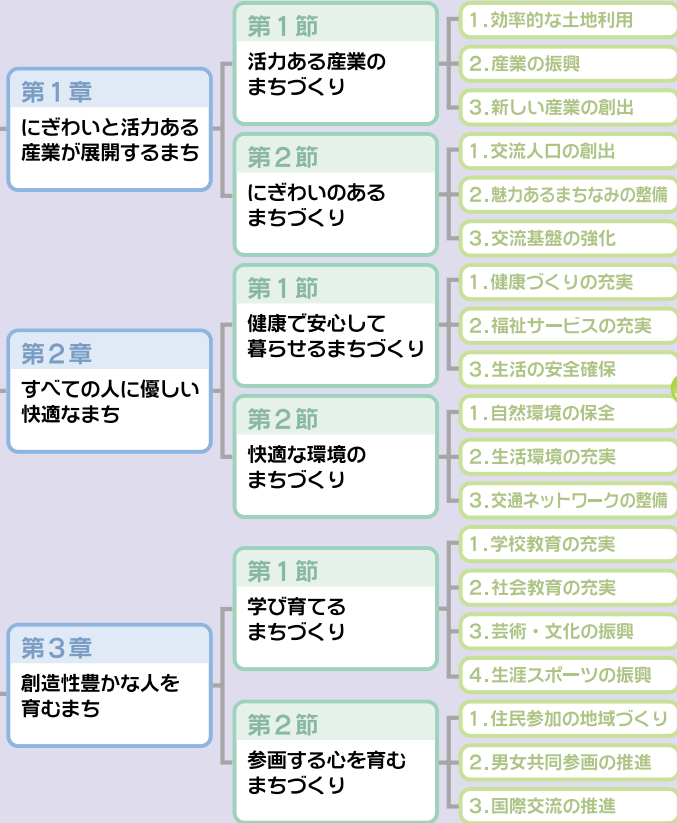 第1章
にぎわいと活力ある
産業が展開するまち
第1節
活力ある産業の
まちづくり
1.効率的な土地利用
2.産業の振興
3.新しい産業の創出
第2節
にぎわいのある
まちづくり
1.交流人口の創出
2.魅力あるまちなみの整備
3.交流基盤の強化
第2章
すべての人に優しい
快適なまち
第1節
健康で安心して
暮らせるまちづくり
1.健康づくりの充実
2.福祉サービスの充実
3.生活の安全確保
第2節
快適な環境の
まちづくり
1.自然環境の保全
2.生活環境の充実
3.交通ネットワークの整備
第3章
創造性豊かな人を
育むまち
第1節
学び育てる
まちづくり
1.学校教育の充実
2.社会教育の充実
3.芸術・文化の振興
4.生涯スポーツの振興
第2節
参画する心を育む
まちづくり
1.住民参加の地域づくり
2.男女共同参画の推進
3.国際交流の推進